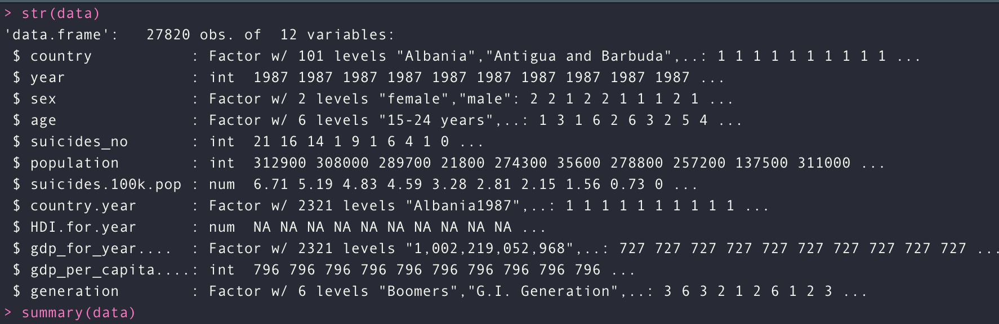 > str(data)
'data.frame':   27820 obs. of  12 variables:
 $ country           : Factor w/ 101 levels "Albania","Antigua and Barbuda",..: 1 1 1 1 1 1 1 1 1 1 ...
 $ year              : int  1987 1987 1987 1987 1987 1987 1987 1987 1987 1987 ...
 $ sex               : Factor w/ 2 levels "female","male": 2 2 1 2 2 1 1 1 2 1 ...
 $ age               : Factor w/ 6 levels "15-24 years",..: 1 3 1 6 2 6 3 2 5 4 ...
 $ suicides_no       : int  21 16 14 1 9 1 6 4 1 0 ...
 $ population        : int  312900 308000 289700 21800 274300 35600 278800 257200 137500 311000 ...
 $ suicides.100k.pop : num  6.71 5.19 4.83 4.59 3.28 2.81 2.15 1.56 0.73 0 ...
 $ country.year      : Factor w/ 2321 levels "Albania1987",..: 1 1 1 1 1 1 1 1 1 1 ...
 $ HDI.for.year      : num  NA NA NA NA NA NA NA NA NA NA ...
 $ gdp_for_year....  : Factor w/ 2321 levels "1,002,219,052,968",..: 727 727 727 727 727 727 727 727 727 727 ...
 $ gdp_per_capita....: int  796 796 796 796 796 796 796 796 796 796 ...
 $ generation        : Factor w/ 6 levels "Boomers","G.I. Generation",..: 3 6 3 2 1 2 6 1 2 3 ...
> summary(data)